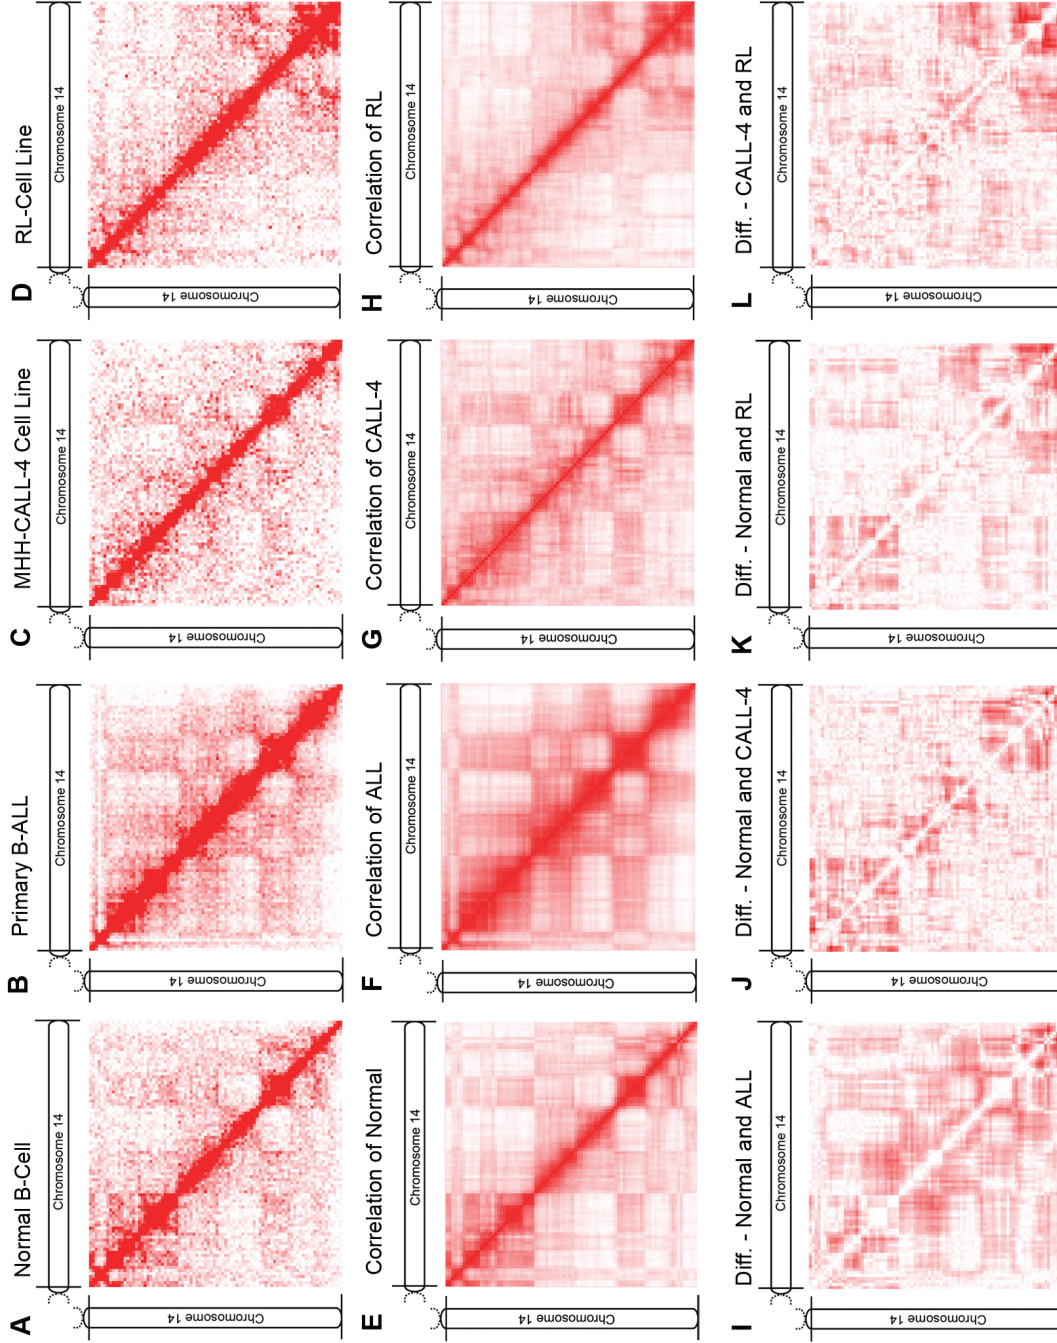 A
Normal B-Cell
Chromosome 14
Chromosome 14
B
Primary B-ALL
Chromosome 14
Chromosome 14
C
MHH-CALL-4 Cell Line
Chromosome 14
Chromosome 14
D
RL-Cell Line
Chromosome 14
Chromosome 14
E
Correlation of Normal
Chromosome 14
Chromosome 14
F
Correlation of ALL
Chromosome 14
Chromosome 14
G
Correlation of CALL-4
Chromosome 14
Chromosome 14
H
Correlation of RL
Chromosome 14
Chromosome 14
I
Diff. - Normal and ALL
Chromosome 14
Chromosome 14
J
Diff. - Normal and CALL-4
Chromosome 14
Chromosome 14
K
Diff. - Normal and RL
Chromosome 14
Chromosome 14
L
Diff. - CALL-4 and RL
Chromosome 14
Chromosome 14